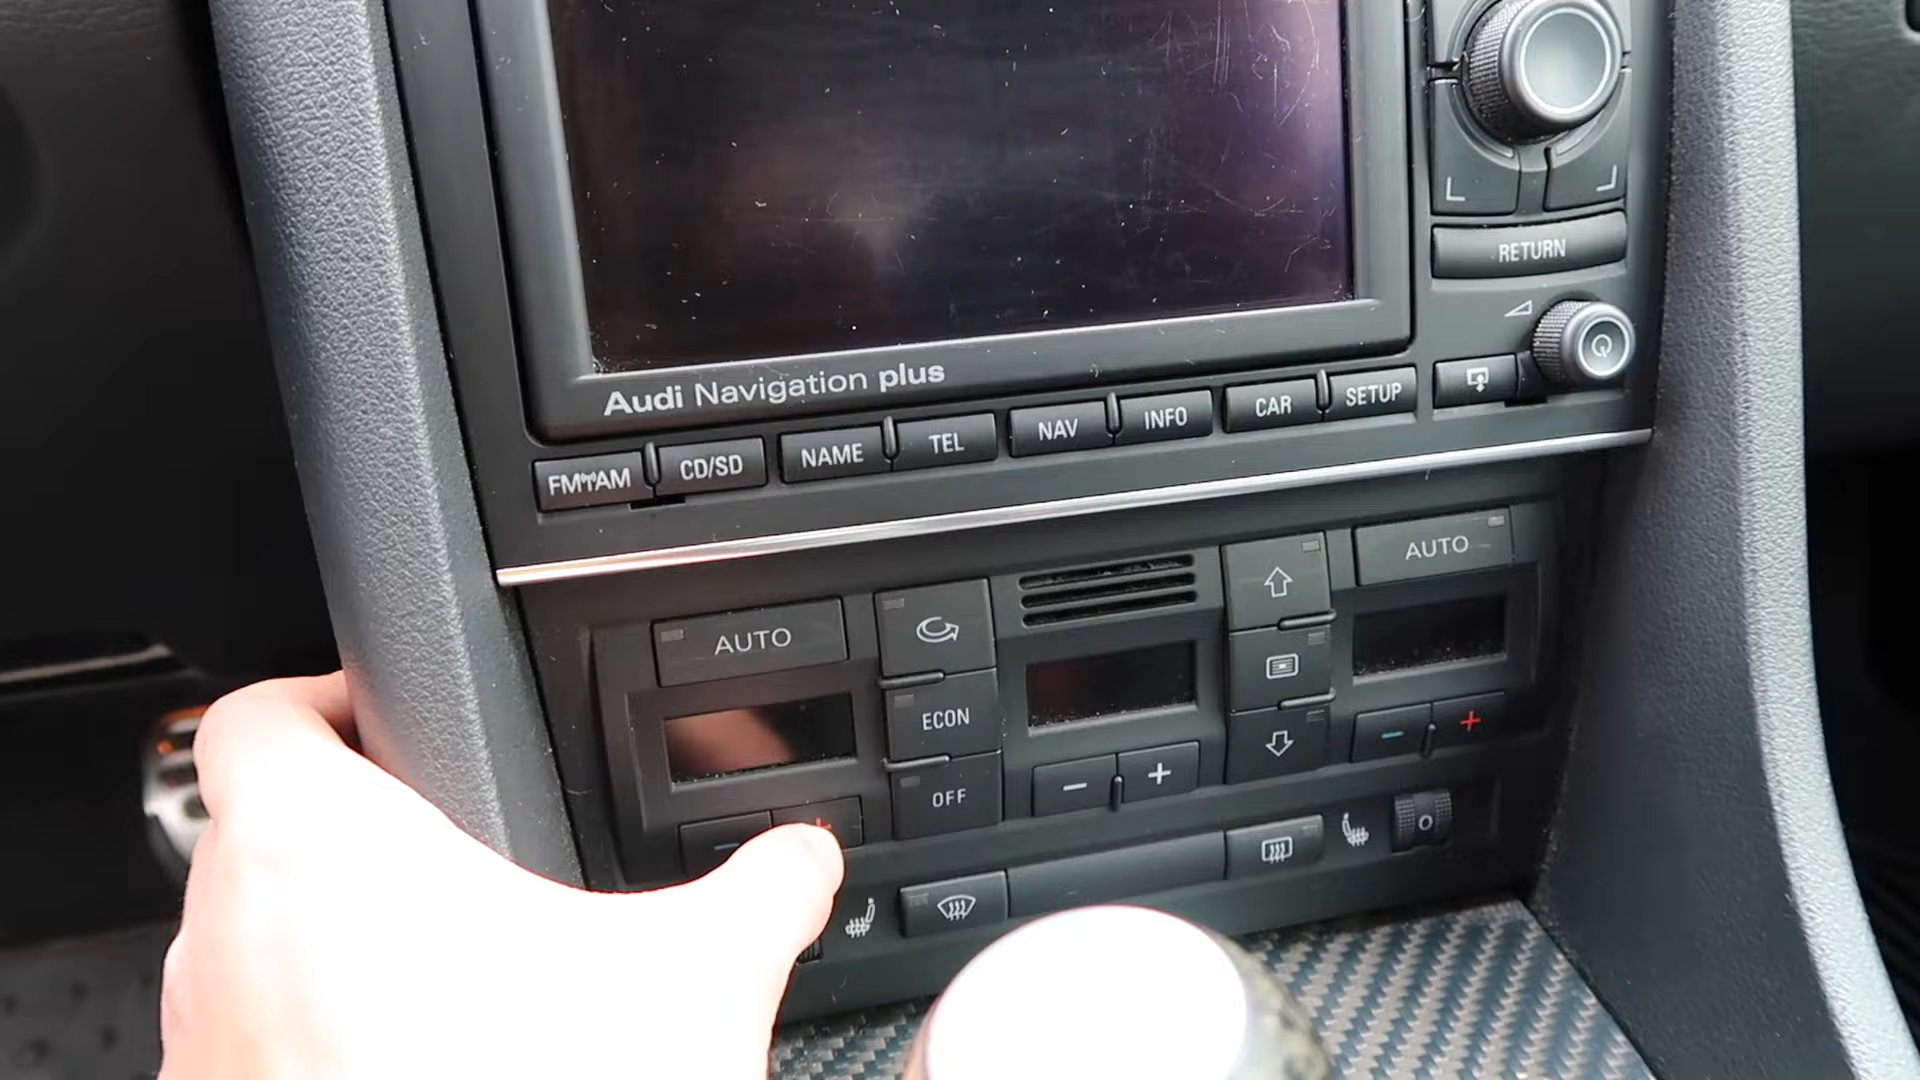 RETURN
Audi Navigation plus
FM AM CD/SD NAME TEL NAV INFO CAR SETUP
AUTO AUTO
ECON
OFF
- +
- +
- +